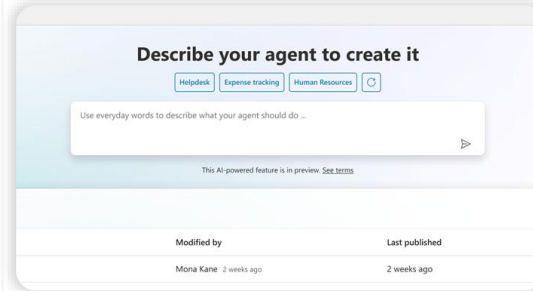 Describe your agent to create it
Helpdesk Expense tracking Human Resources
Use everyday words to describe what your agent should do ...
This AI-powered feature is in preview. See terms
Modified by Last published
Mona Kane 2 weeks ago 2 weeks ago